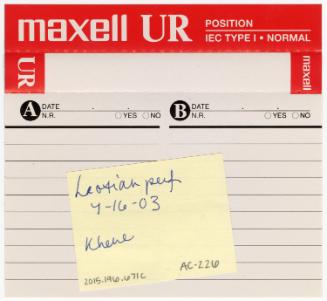 maxell UR POSITION
IEC TYPE I • NORMAL
UR
maxell
A DATE . .
N.R. ○YES ○NO
B DATE . .
N.R. ○YES ○NO
Laotian perf
7-16-03
Khene
2015.196.671c
AC-226